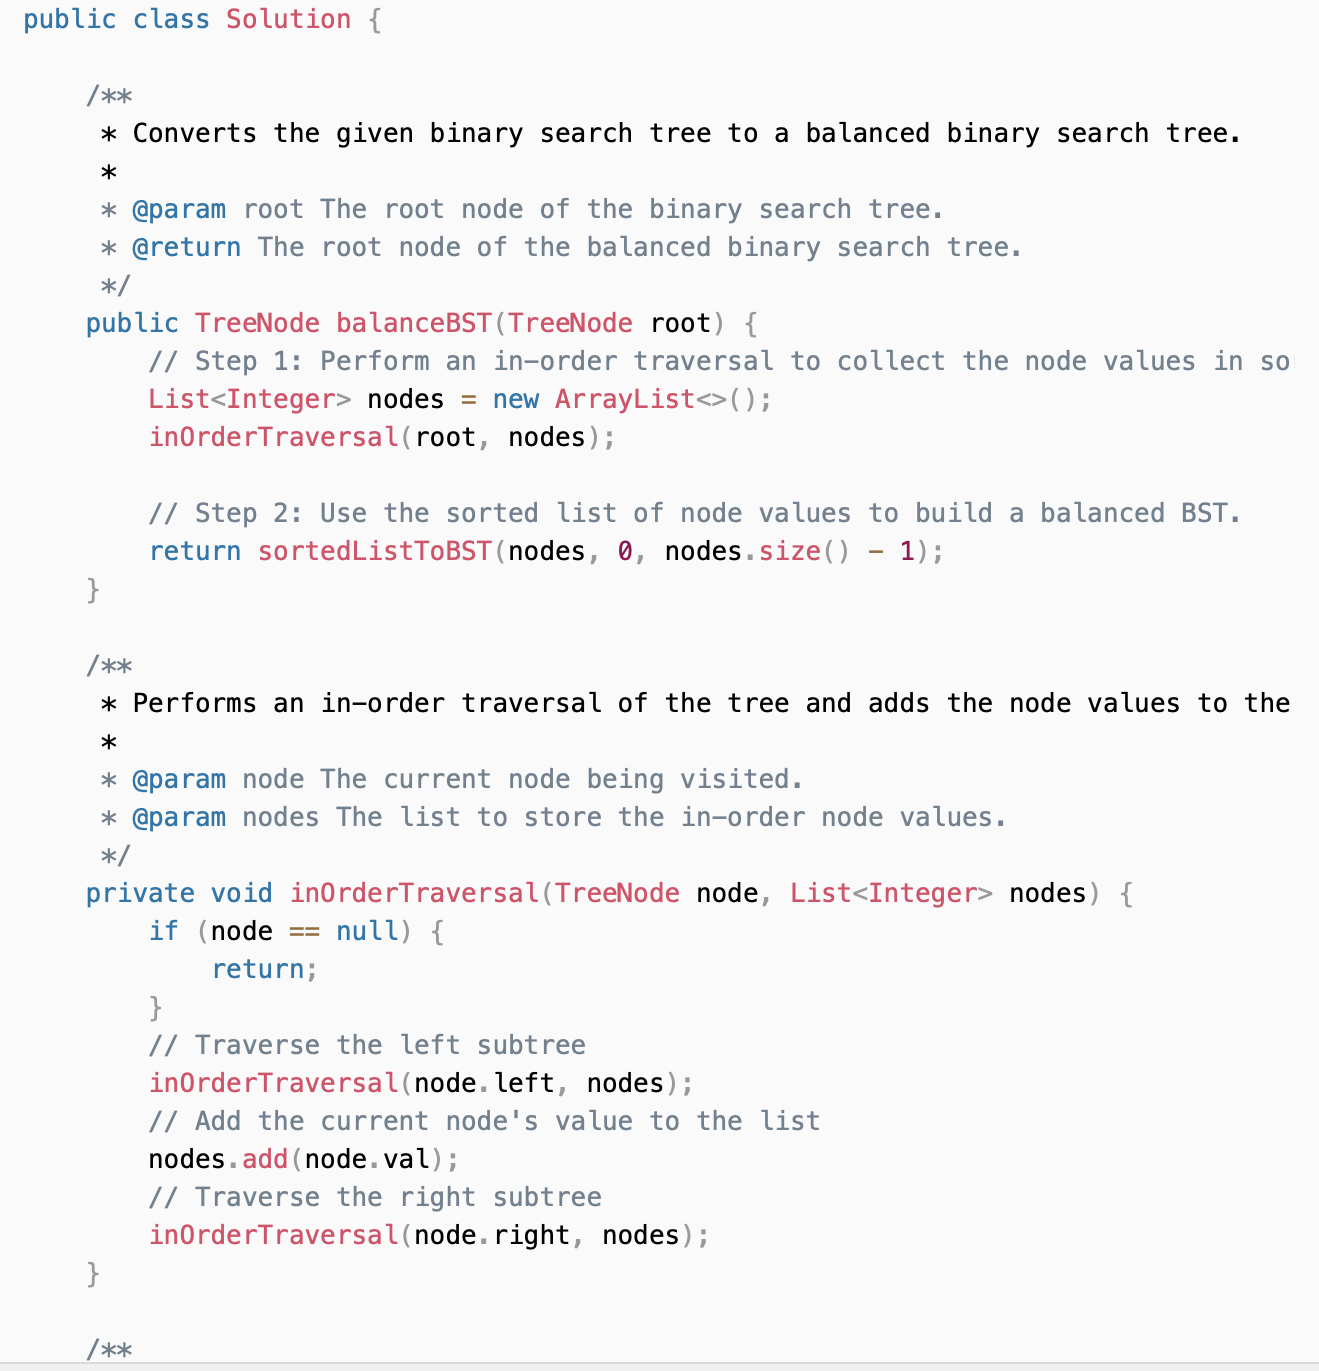 public class Solution {
/**
* Converts the given binary search tree to a balanced binary search tree.
*
* @param root The root node of the binary search tree.
* @return The root node of the balanced binary search tree.
*/
public TreeNode balanceBST(TreeNode root) {
// Step 1: Perform an in-order traversal to collect the node values in so
List<Integer> nodes = new ArrayList<>();
inOrderTraversal(root, nodes);
// Step 2: Use the sorted list of node values to build a balanced BST.
return sortedListToBST(nodes, 0, nodes.size() - 1);
}
/**
* Performs an in-order traversal of the tree and adds the node values to the
*
* @param node The current node being visited.
* @param nodes The list to store the in-order node values.
*/
private void inOrderTraversal(TreeNode node, List<Integer> nodes) {
if (node == null) {
return;
}
// Traverse the left subtree
inOrderTraversal(node.left, nodes);
// Add the current node's value to the list
nodes.add(node.val);
// Traverse the right subtree
inOrderTraversal(node.right, nodes);
}
/**